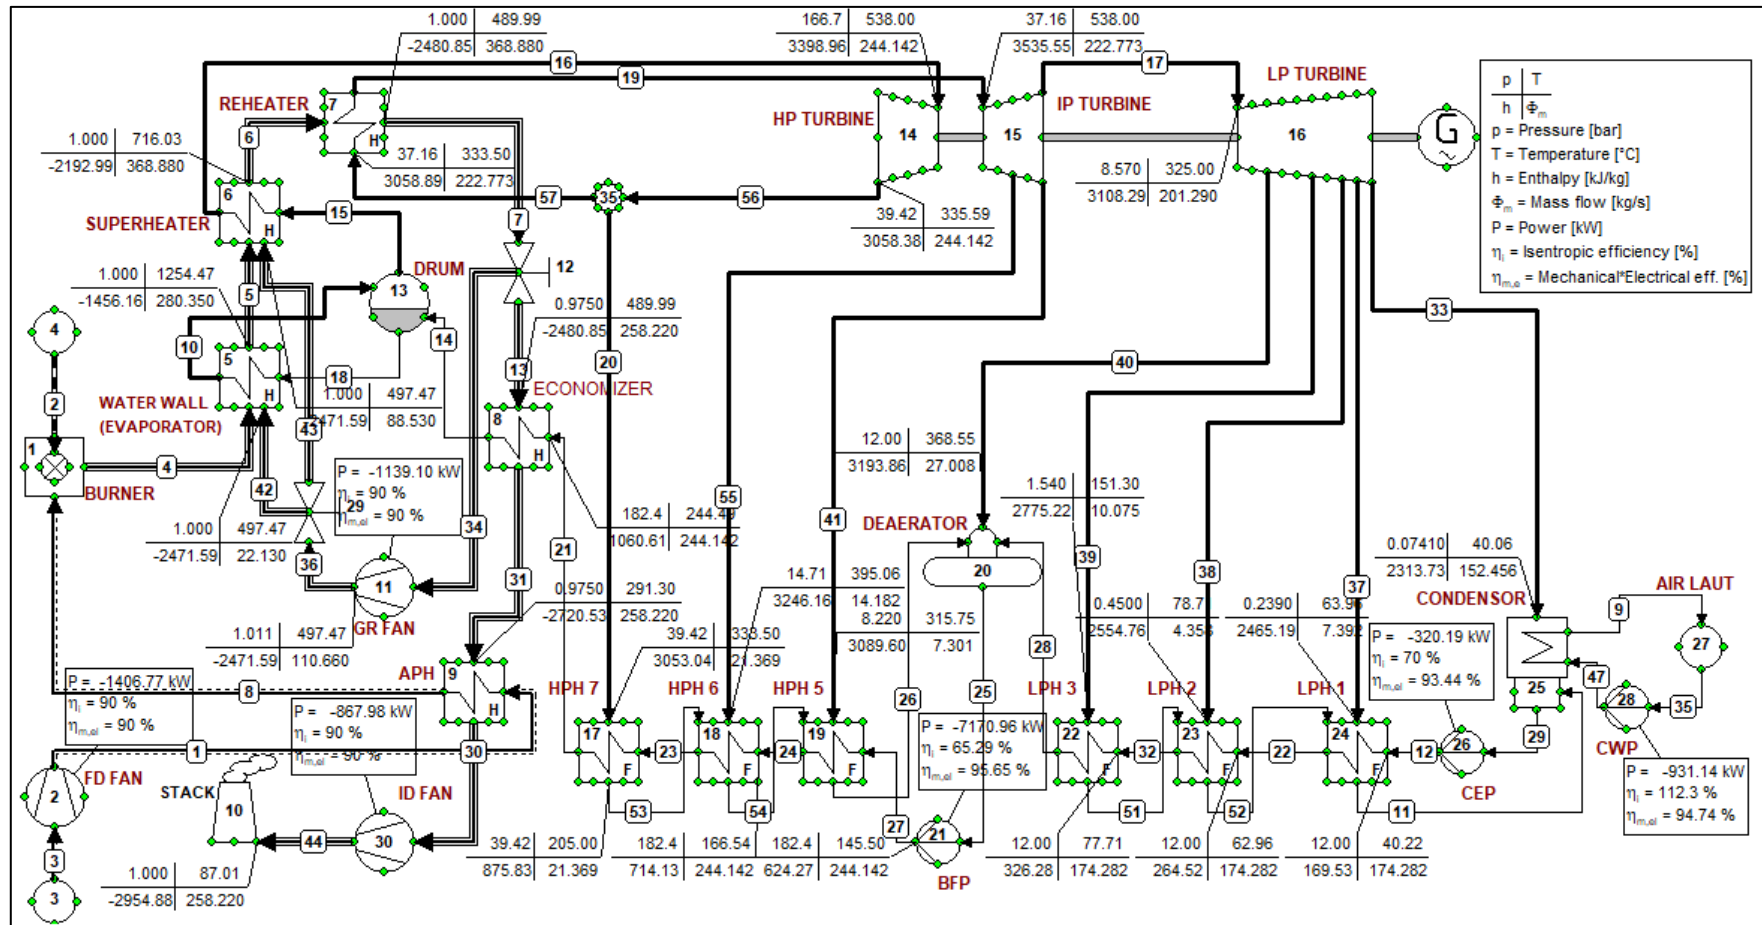 1.000 489.99
-2480.85 368.880
166.7 538.00
3398.96 244.142
37.16 538.00
3535.55 222.773
16
19
17
LP TURBINE
p T
h Φm
p = Pressure [bar]
T = Temperature [°C]
h = Enthalpy [kJ/kg]
Φm = Mass flow [kg/s]
P = Power [kW]
ηi = Isentropic efficiency [%]
ηm,e = Mechanical*Electrical eff. [%]
REHEATER
7
H
6
HP TURBINE
14
15
IP TURBINE
16
G
~
1.000 716.03
-2192.99 368.880
37.16 333.50
3058.89 222.773
8.570 325.00
3108.29 201.290
6
H
15
SUPERHEATER
57
35
56
7
39.42 335.59
3058.38 244.142
1.000 1254.47
-1456.16 280.350
5
DRUM
13
12
0.9750 489.99
-2480.85 258.220
4
10
14
20
13
33
40
5
H
18
ECONOMIZER
WATER WALL
(EVAPORATOR)
1.000 497.47
-2471.59 88.530
2
43
8
H
1
4
BURNER
42
29
P = -1139.10 kW
ηi = 90 %
ηm,el = 90 %
34
12.00 368.55
3193.86 27.008
1.540 151.30
2775.22 10.075
55
41
182.4 244.49
1060.61 244.142
DEAERATOR
20
1.000 497.47
-2471.59 22.130
36
11
GR FAN
21
31
39
38
37
0.07410 40.06
2313.73 152.456
AIR LAUT
CONDENSOR
9
27
14.71 395.06
3246.16 14.182
0.9750 291.30
-2720.53 258.220
8.220 315.75
3089.60 7.301
0.4500
2554.76
0.2390
2465.19 7.392
P = -320.19 kW
ηi = 70 %
ηm,el = 93.44 %
1.011 497.47
-2471.59 110.660
39.42
3053.04 21.369
28
25
26
47
25
28
35
P = -1406.77 kW
ηi = 90 %
ηm,el = 90 %
8
APH
9
H
P = -867.98 kW
ηi = 90 %
ηm,el = 90 %
HPH 7
HPH 6
HPH 5
P = -7170.96 kW
ηi = 65.29 %
ηm,el = 95.65 %
LPH 3
LPH 2
LPH 1
1
30
17
F
23
18
F
24
19
F
22
32
23
F
22
24
F
12
26
29
CWP
CEP
2
FD FAN
STACK
10
ID FAN
30
44
53
54
27
21
BFP
51
52
11
P = -931.14 kW
ηi = 112.3 %
ηm,el = 94.74 %
3
3
1.000 87.01
-2954.88 258.220
39.42 205.00
875.83 21.369
182.4 166.54
714.13 244.142
182.4 145.50
624.27 244.142
12.00 77.71
326.28 174.282
12.00 62.96
264.52 174.282
12.00 40.22
169.53 174.282